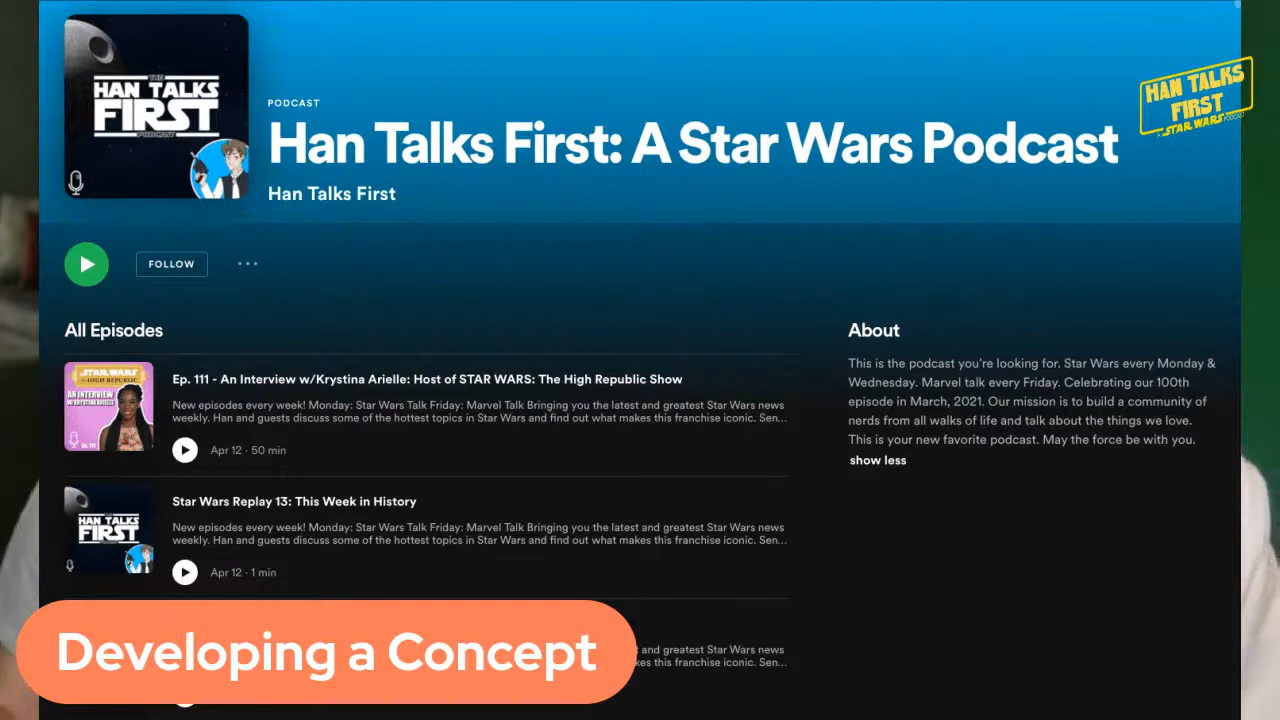 THE
HAN TALKS
FIRST
PODCAST
PODCAST
Han Talks First: A Star Wars Podcast
Han Talks First
HAN TALKS
FIRST
A STAR WARS PODCAST
FOLLOW
All Episodes
STAR WARS
THE HIGH REPUBLIC
AN INTERVIEW
W/KRYSTINA ARIELLE
Ep. 111
Ep. 111 - An Interview w/Krystina Arielle: Host of STAR WARS: The High Republic Show
New episodes every week! Monday: Star Wars Talk Friday: Marvel Talk Bringing you the latest and greatest Star Wars news
weekly. Han and guests discuss some of the hottest topics in Star Wars and find out what makes this franchise iconic. Sen...
Apr 12 · 50 min
HAN TALKS
FIRST
Star Wars Replay 13: This Week in History
New episodes every week! Monday: Star Wars Talk Friday: Marvel Talk Bringing you the latest and greatest Star Wars news
weekly. Han and guests discuss some of the hottest topics in Star Wars and find out what makes this franchise iconic. Sen...
Apr 12 · 1 min
and greatest Star Wars news
kes this franchise iconic. Sen...
About
This is the podcast you're looking for. Star Wars every Monday &
Wednesday. Marvel talk every Friday. Celebrating our 100th
episode in March, 2021. Our mission is to build a community of
nerds from all walks of life and talk about the things we love.
This is your new favorite podcast. May the force be with you.
show less
Developing a Concept